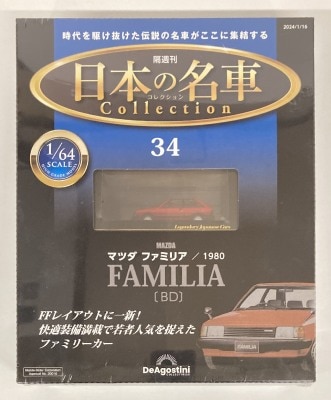 時代を駆け抜けた伝説の名車がここに集結する
2024/1/16
隔週刊
日本の名車
コレクション
Collection
1/64
SCALE
34
Legendary Japanese Cars
MAZDA
マツダ ファミリア / 1980
FAMILIA
[BD]
FFレイアウトに一新!
快適装備満載で若者人気を捉えた
ファミリーカー
DeAGOSTINI